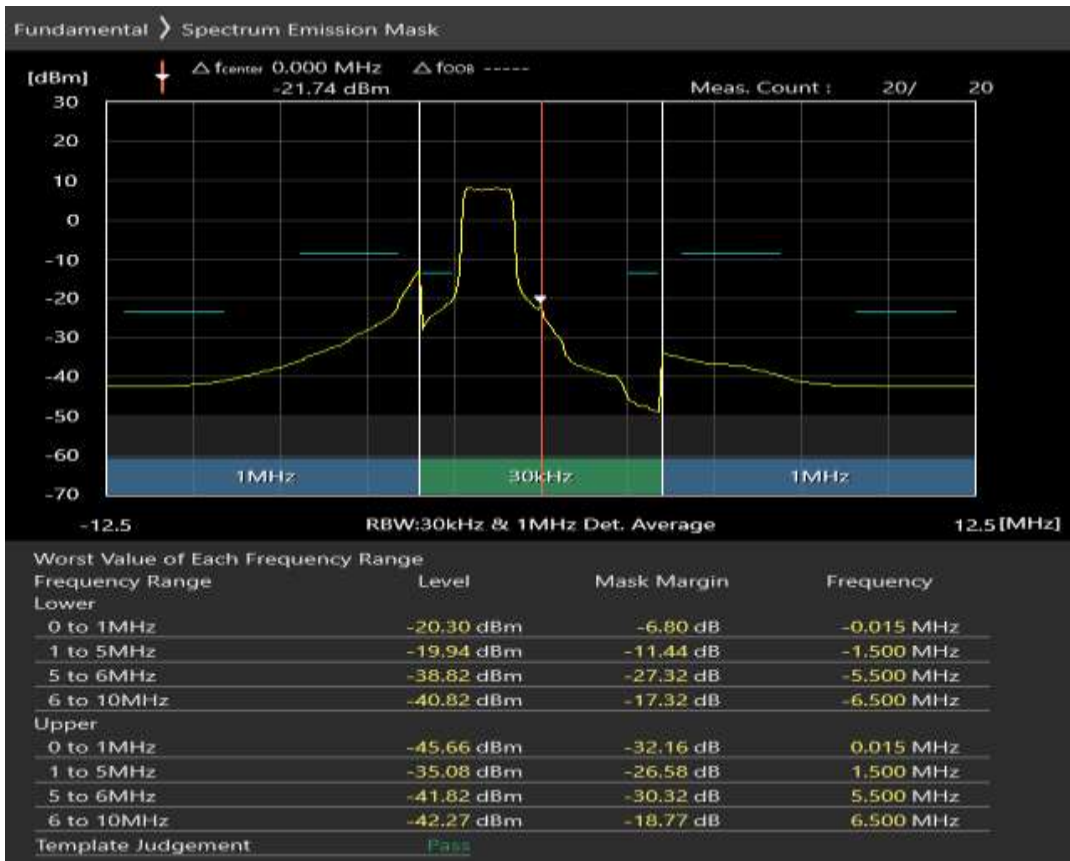 Fundamental 》 Spectrum Emission Mask
[dBm] △ fcenter 0.000 MHz △ fOOB -----
-21.74 dBm Meas. Count : 20/ 20
30
20
10
0
-10
-20
-30
-40
-50
-60
1MHz 30kHz 1MHz
-70
-12.5 RBW:30kHz & 1MHz Det. Average 12.5 [MHz]
Worst Value of Each Frequency Range
Frequency Range Level Mask Margin Frequency
Lower
0 to 1MHz -20.30 dBm -6.80 dB -0.015 MHz
1 to 5MHz -19.94 dBm -11.44 dB -1.500 MHz
5 to 6MHz -38.82 dBm -27.32 dB -5.500 MHz
6 to 10MHz -40.82 dBm -17.32 dB -6.500 MHz
Upper
0 to 1MHz -45.66 dBm -32.16 dB 0.015 MHz
1 to 5MHz -35.08 dBm -26.58 dB 1.500 MHz
5 to 6MHz -41.82 dBm -30.32 dB 5.500 MHz
6 to 10MHz -42.27 dBm -18.77 dB 6.500 MHz
Template Judgement Pass